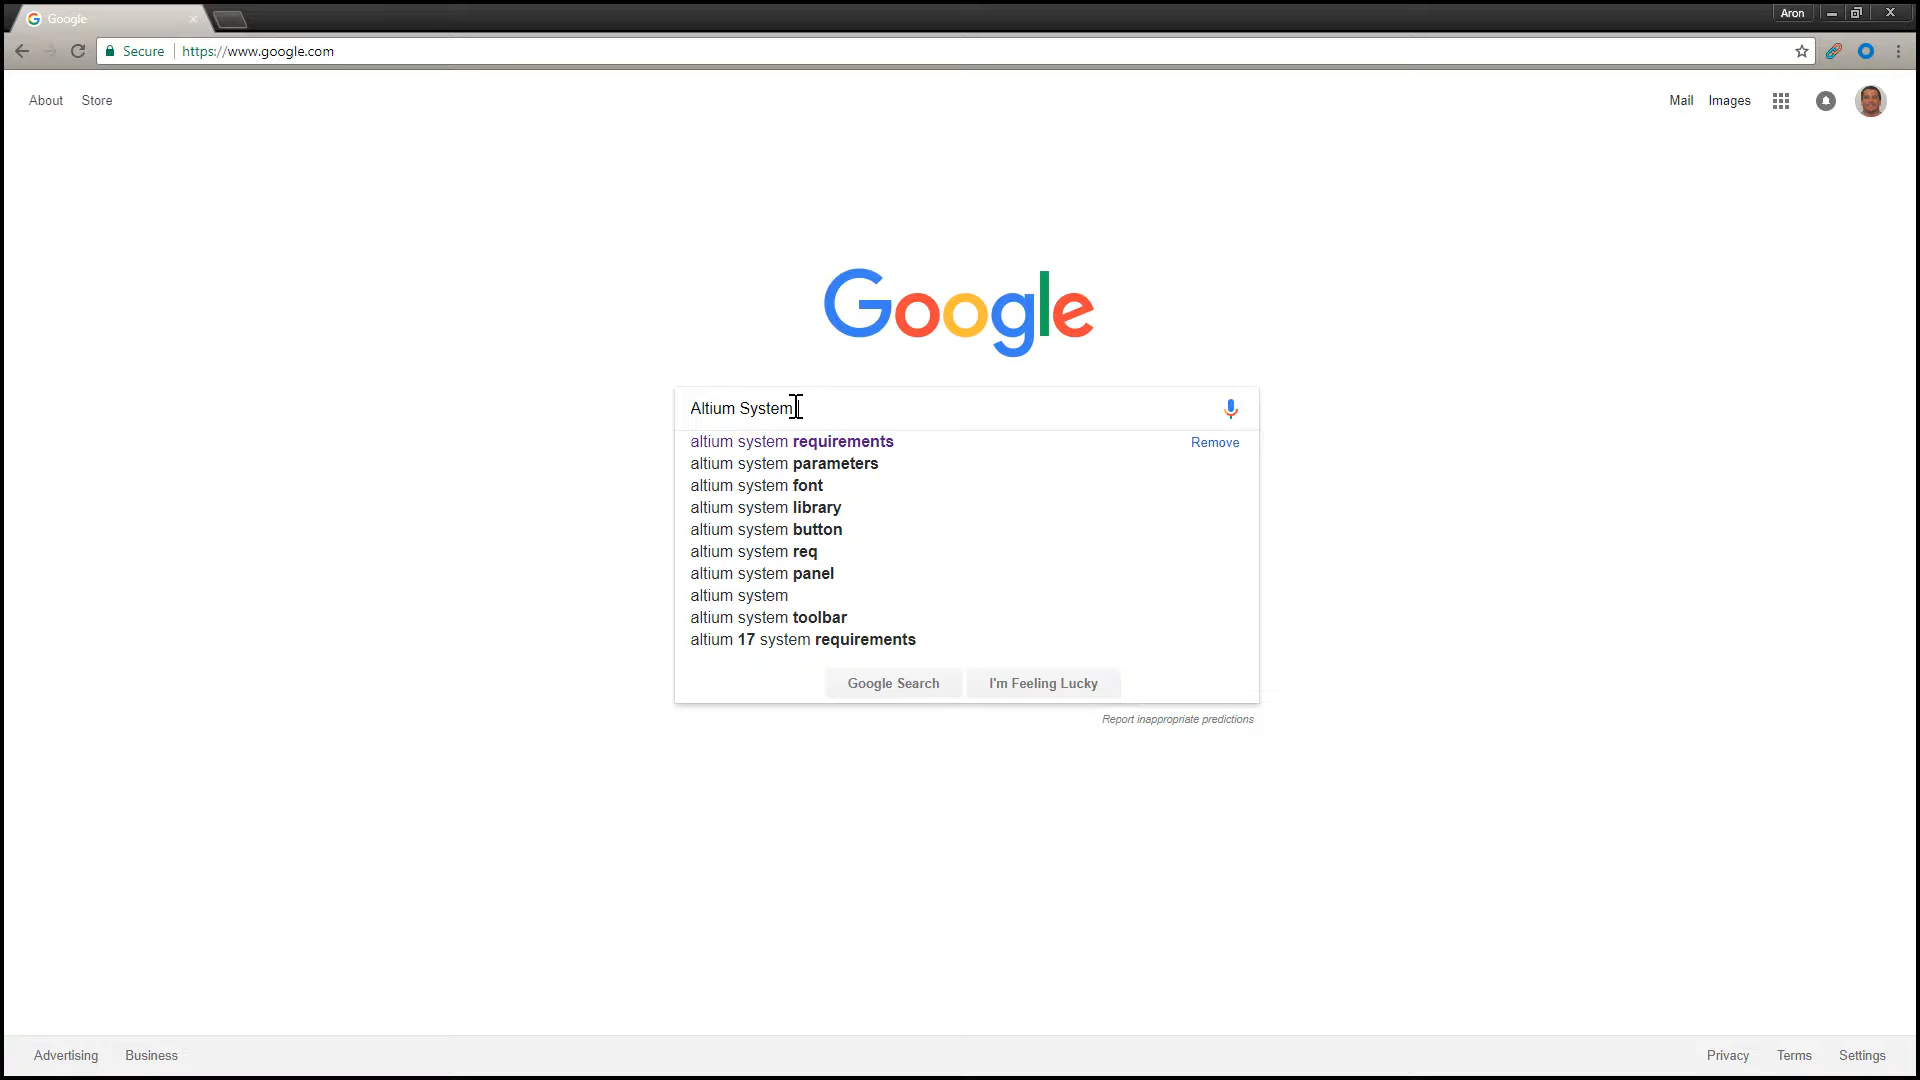 Google
Aron
Secure https://www.google.com
About Store
Mail Images
Google
Altium System
altium system requirements
Remove
altium system parameters
altium system font
altium system library
altium system button
altium system req
altium system panel
altium system
altium system toolbar
altium 17 system requirements
Google Search I'm Feeling Lucky
Report inappropriate predictions
Advertising Business
Privacy Terms Settings